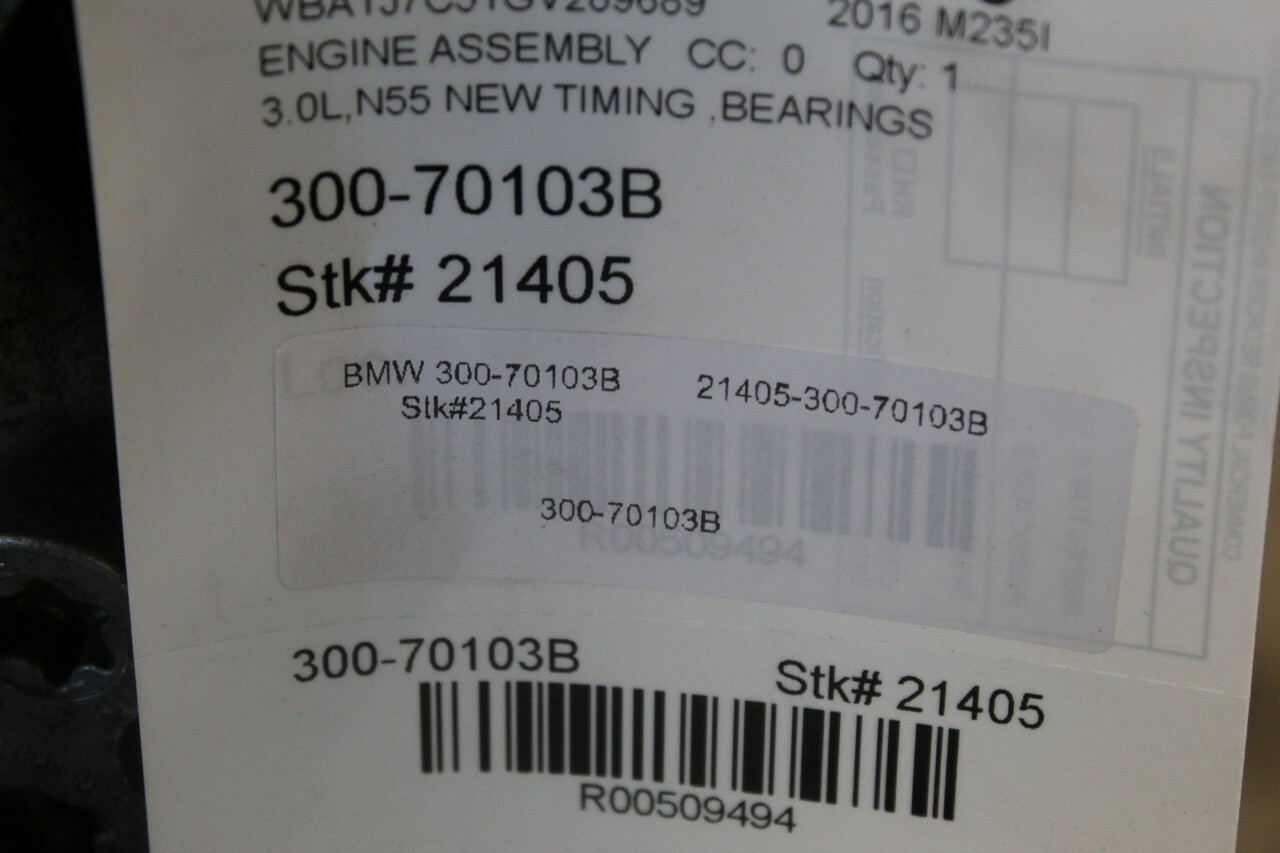 2016 M235I
ENGINE ASSEMBLY CC: 0 Qty: 1
3.0L,N55 NEW TIMING ,BEARINGS
300-70103B
Stk# 21405
BMW 300-70103B 21405-300-70103B
Stk#21405
300-70103B
R00509494
300-70103B Stk# 21405
R00509494
QUALITY INSPECTION
INITIALS